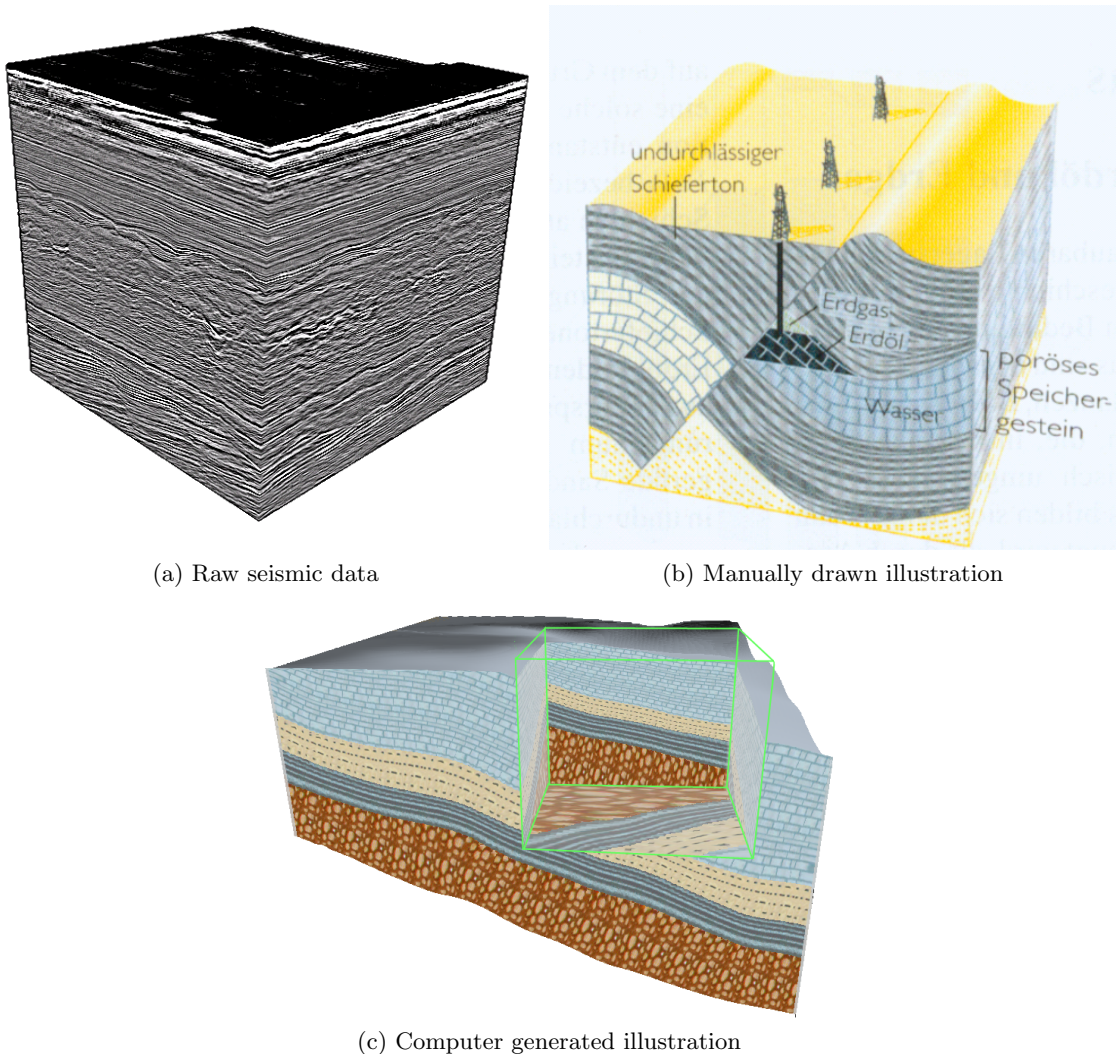 undurchlässiger
Schieferton
Erdgas
Erdöl
Wasser
poröses
Speicher-
gestein
(a) Raw seismic data
(b) Manually drawn illustration
(c) Computer generated illustration